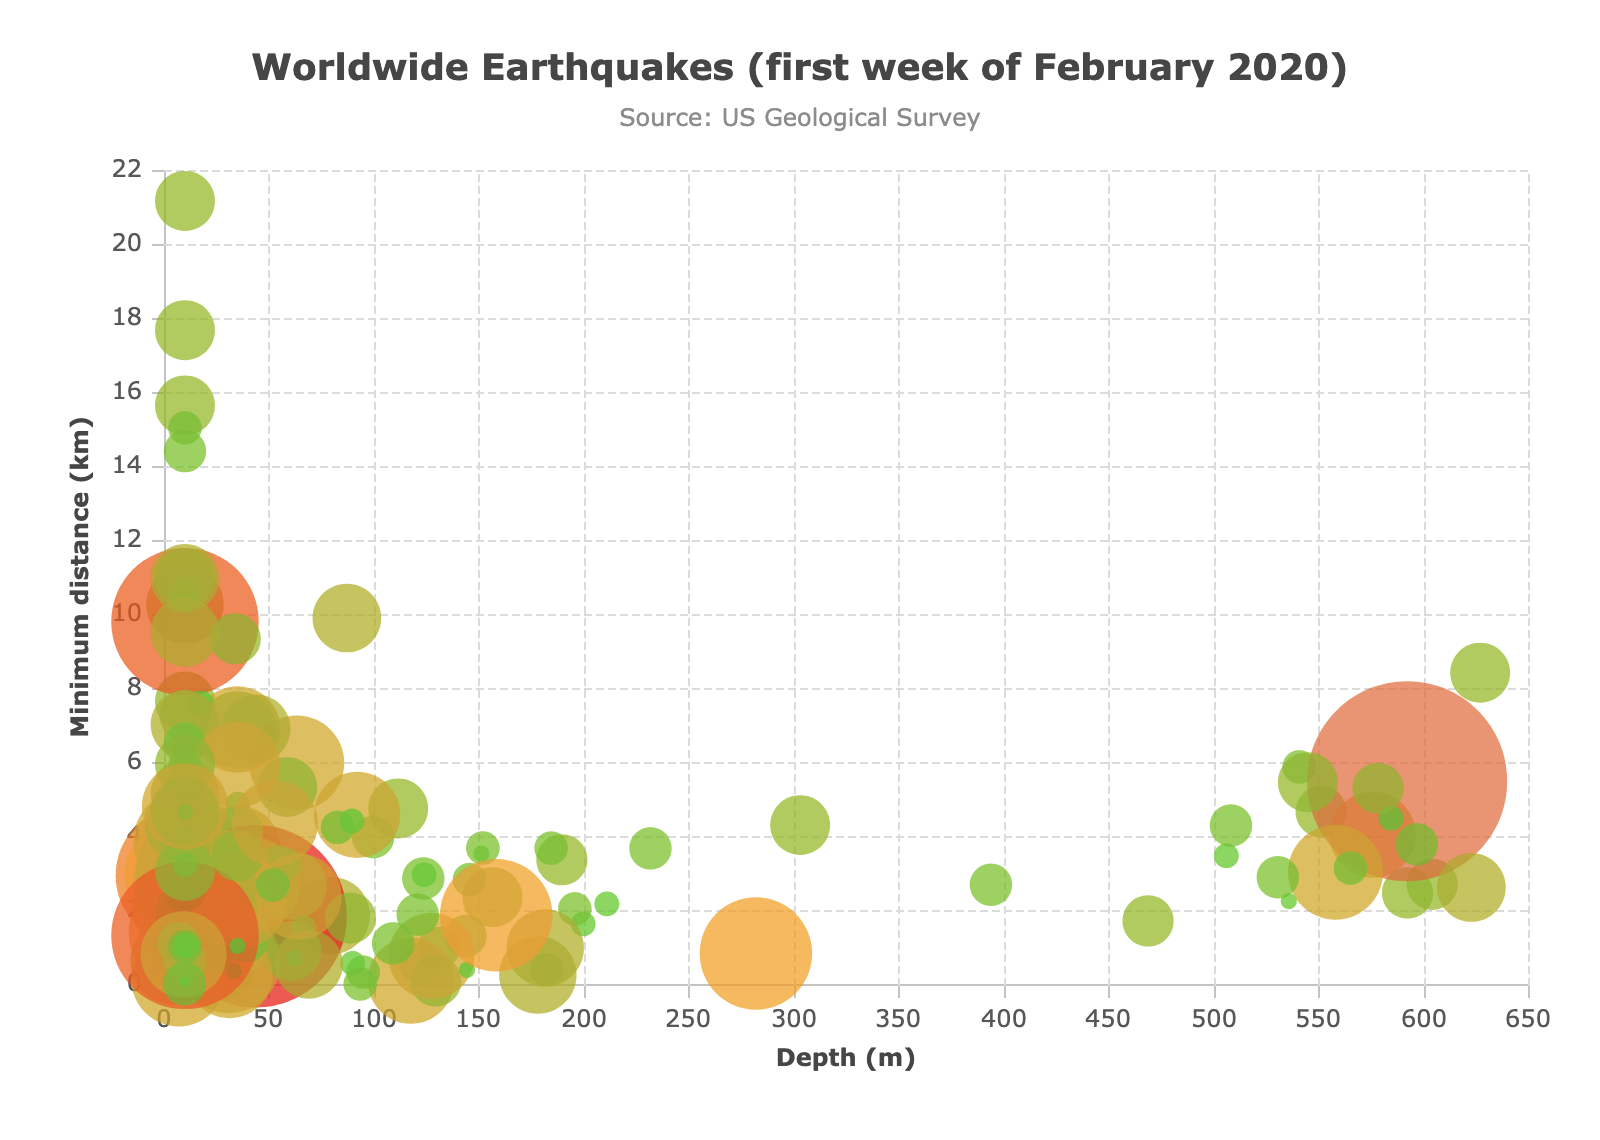 Worldwide Earthquakes (first week of February 2020)
Source: US Geological Survey
22
20
18
16
14
12
10
8
6
4
0
Minimum distance (km)
0 50 100 150 200 250 300 350 400 450 500 550 600 650
Depth (m)